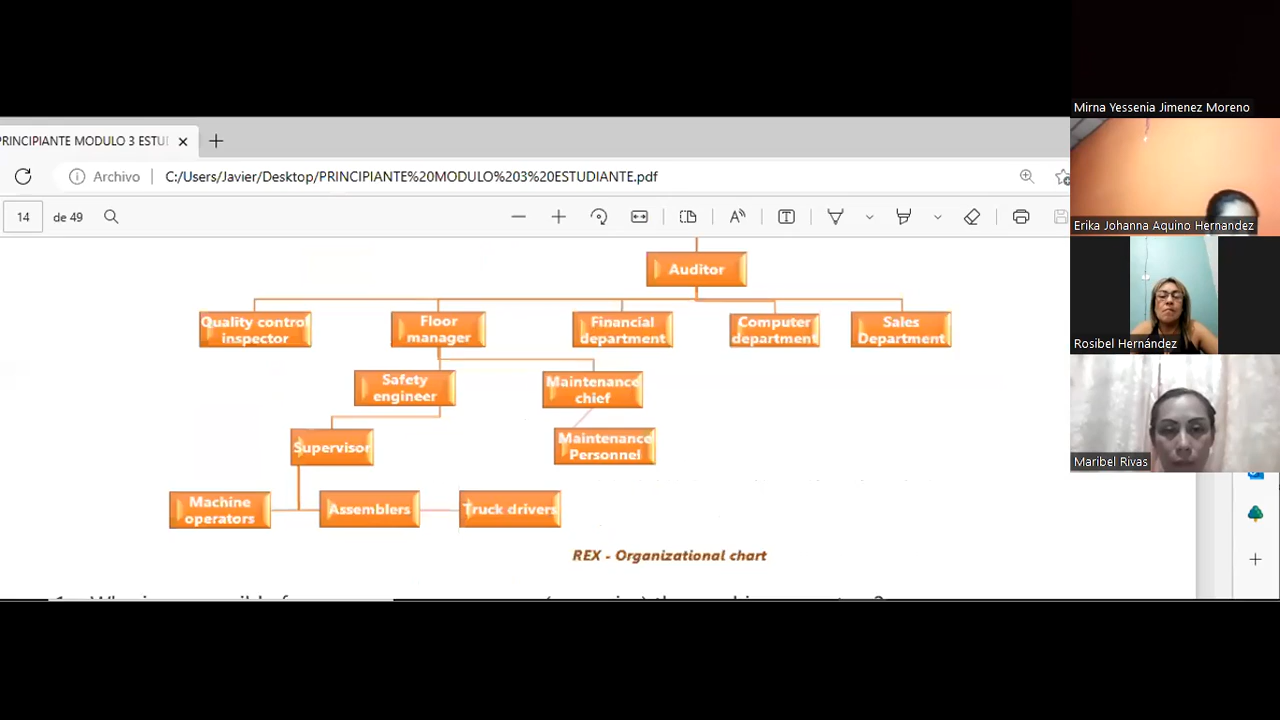 Mirna Yessenia Jimenez Moreno
PRINCIPIANTE MODULO 3 ESTUI
Archivo
C:/Users/Javier/Desktop/PRINCIPIANTE%20MODULO%203%20ESTUDIANTE.pdf
Erika Johanna Aquino Hernandez
14
de 49
Auditor
Quality control
inspector
Floor
manager
Financial
department
Computer
department
Sales
Department
Rosibel Hernández
Safety
engineer
Maintenance
chief
Supervisor
Maintenance
Personnel
Maribel Rivas
Machine
operators
Assemblers
Truck drivers
REX - Organizational chart